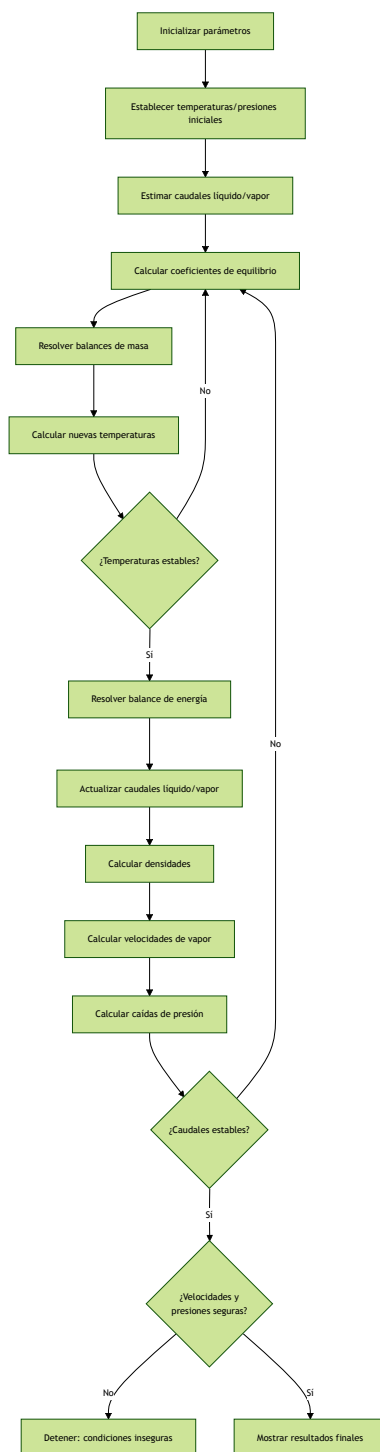 Inicializar parámetros
Establecer temperaturas/presiones
iniciales
Estimar caudales líquido/vapor
Calcular coeficientes de equilibrio
Resolver balances de masa
No
Calcular nuevas temperaturas
¿Temperaturas estables?
Sí
Resolver balance de energía
No
Actualizar caudales líquido/vapor
Calcular densidades
Calcular velocidades de vapor
Calcular caídas de presión
¿Caudales estables?
Sí
¿Velocidades y
presiones seguras?
No
Sí
Detener: condiciones inseguras
Mostrar resultados finales